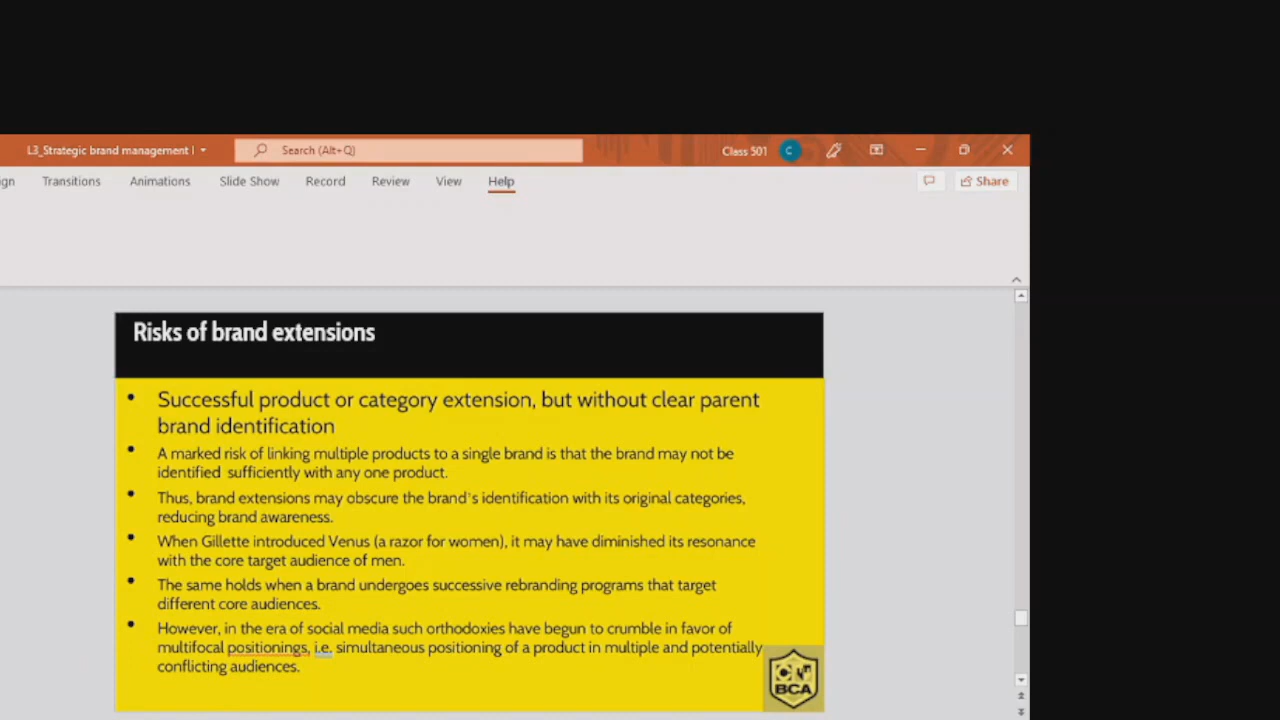 L3_Strategic brand management l
Search (Alt+Q)
Class 501
C
gn
Transitions
Animations
Slide Show
Record
Review
View
Help
Share
Risks of brand extensions
• Successful product or category extension, but without clear parent
brand identification
• A marked risk of linking multiple products to a single brand is that the brand may not be
identified sufficiently with any one product.
• Thus, brand extensions may obscure the brand's identification with its original categories,
reducing brand awareness.
• When Gillette introduced Venus (a razor for women), it may have diminished its resonance
with the core target audience of men.
• The same holds when a brand undergoes successive rebranding programs that target
different core audiences.
• However, in the era of social media such orthodoxies have begun to crumble in favor of
multifocal positionings, i.e. simultaneous positioning of a product in multiple and potentially
conflicting audiences.
BCA